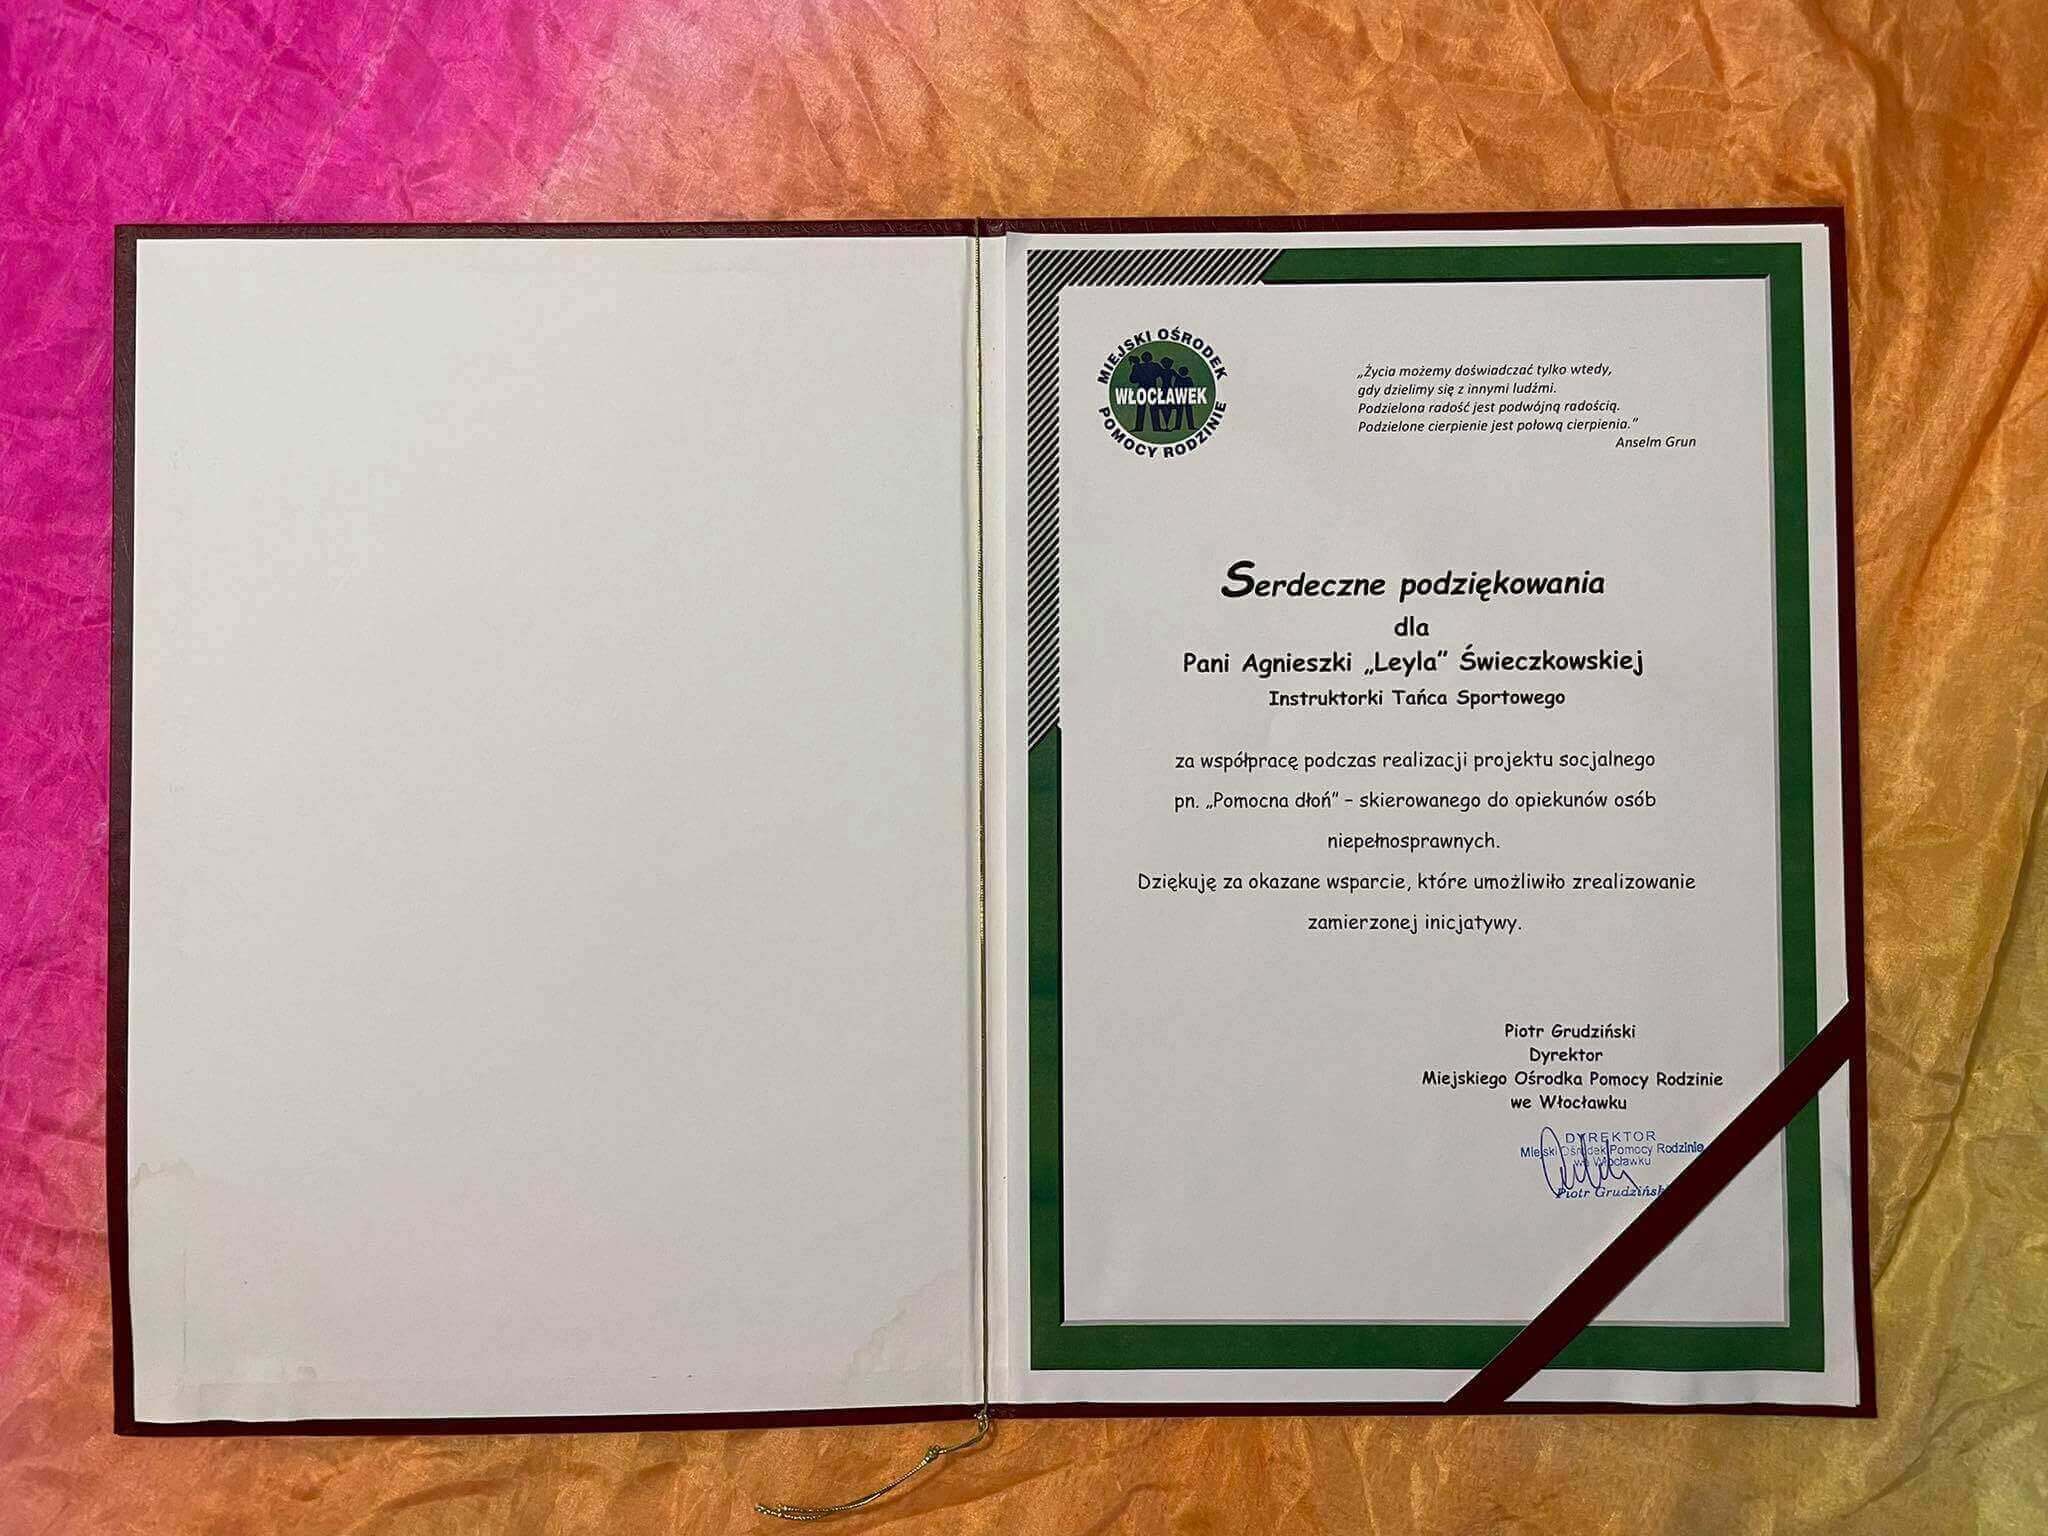 MIEJSKI OŚRODEK
WŁOCŁAWEK
POMOCY RODZINIE
„Życia możemy doświadczać tylko wtedy,
gdy dzielimy się z innymi ludźmi.
Podzielona radość jest podwójną radością.
Podzielone cierpienie jest połową cierpienia."
Anselm Grun
Serdeczne podziękowania
dla
Pani Agnieszki „Leyla" Świeczkowskiej
Instruktorki Tańca Sportowego
za współpracę podczas realizacji projektu socjalnego
pn. „Pomocna dłoń" – skierowanego do opiekunów osób
niepełnosprawnych.
Dziękuję za okazane wsparcie, które umożliwiło zrealizowanie
zamierzonej inicjatywy.
Piotr Grudziński
Dyrektor
Miejskiego Ośrodka Pomocy Rodzinie
we Włocławku
DYREKTOR
Miejski Ośrodek Pomocy Rodzinie
we Włocławku
Piotr Grudzińsk